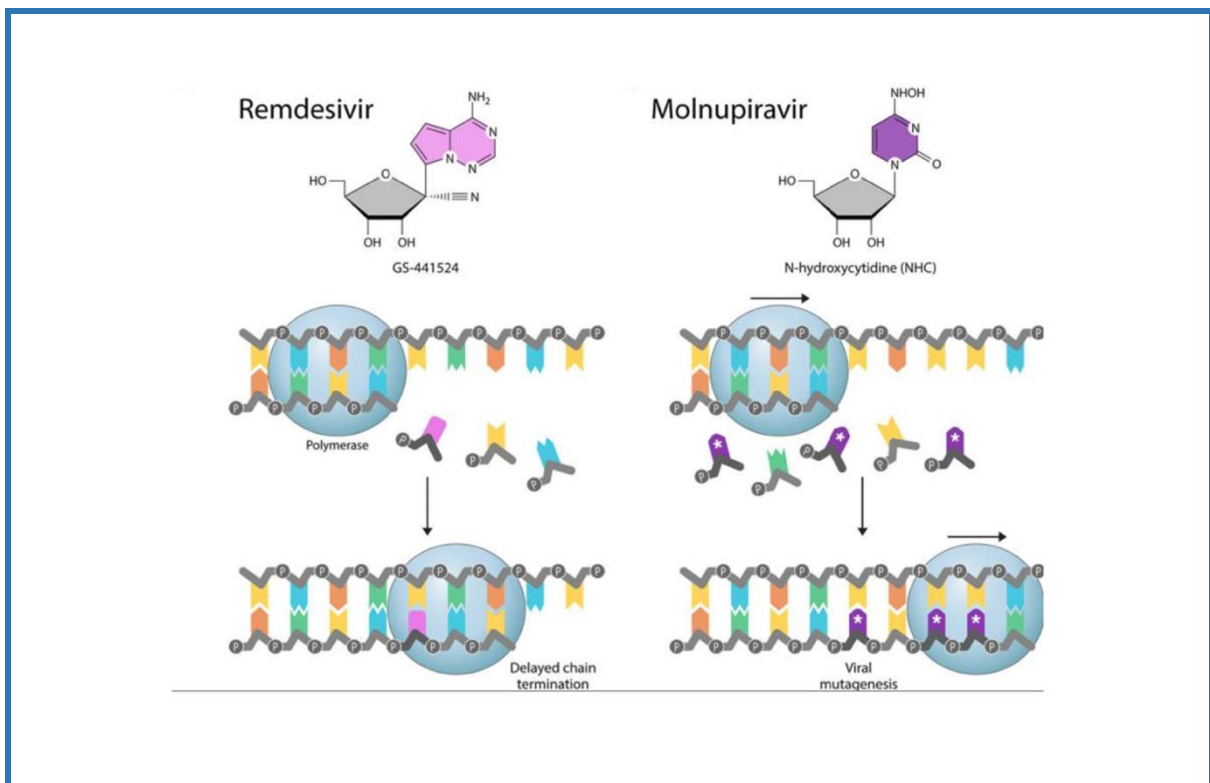 Remdesivir
NH2
N
N
N
O
HO
N
OH OH
GS-441524
Molnupiravir
NHOH
N
N
O
O
HO
OH OH
N-hydroxycytidine (NHC)
P P P P P P P P P
P P P P
Polymerase
P
P
P
P P P P P P P P P
P P P P P P P
Delayed chain
termination
P P P P P P P P P
P P P P
* * *
P P P P P
P P P P P P P P P
* * *
P P P P P P P P P
Viral
mutagenesis